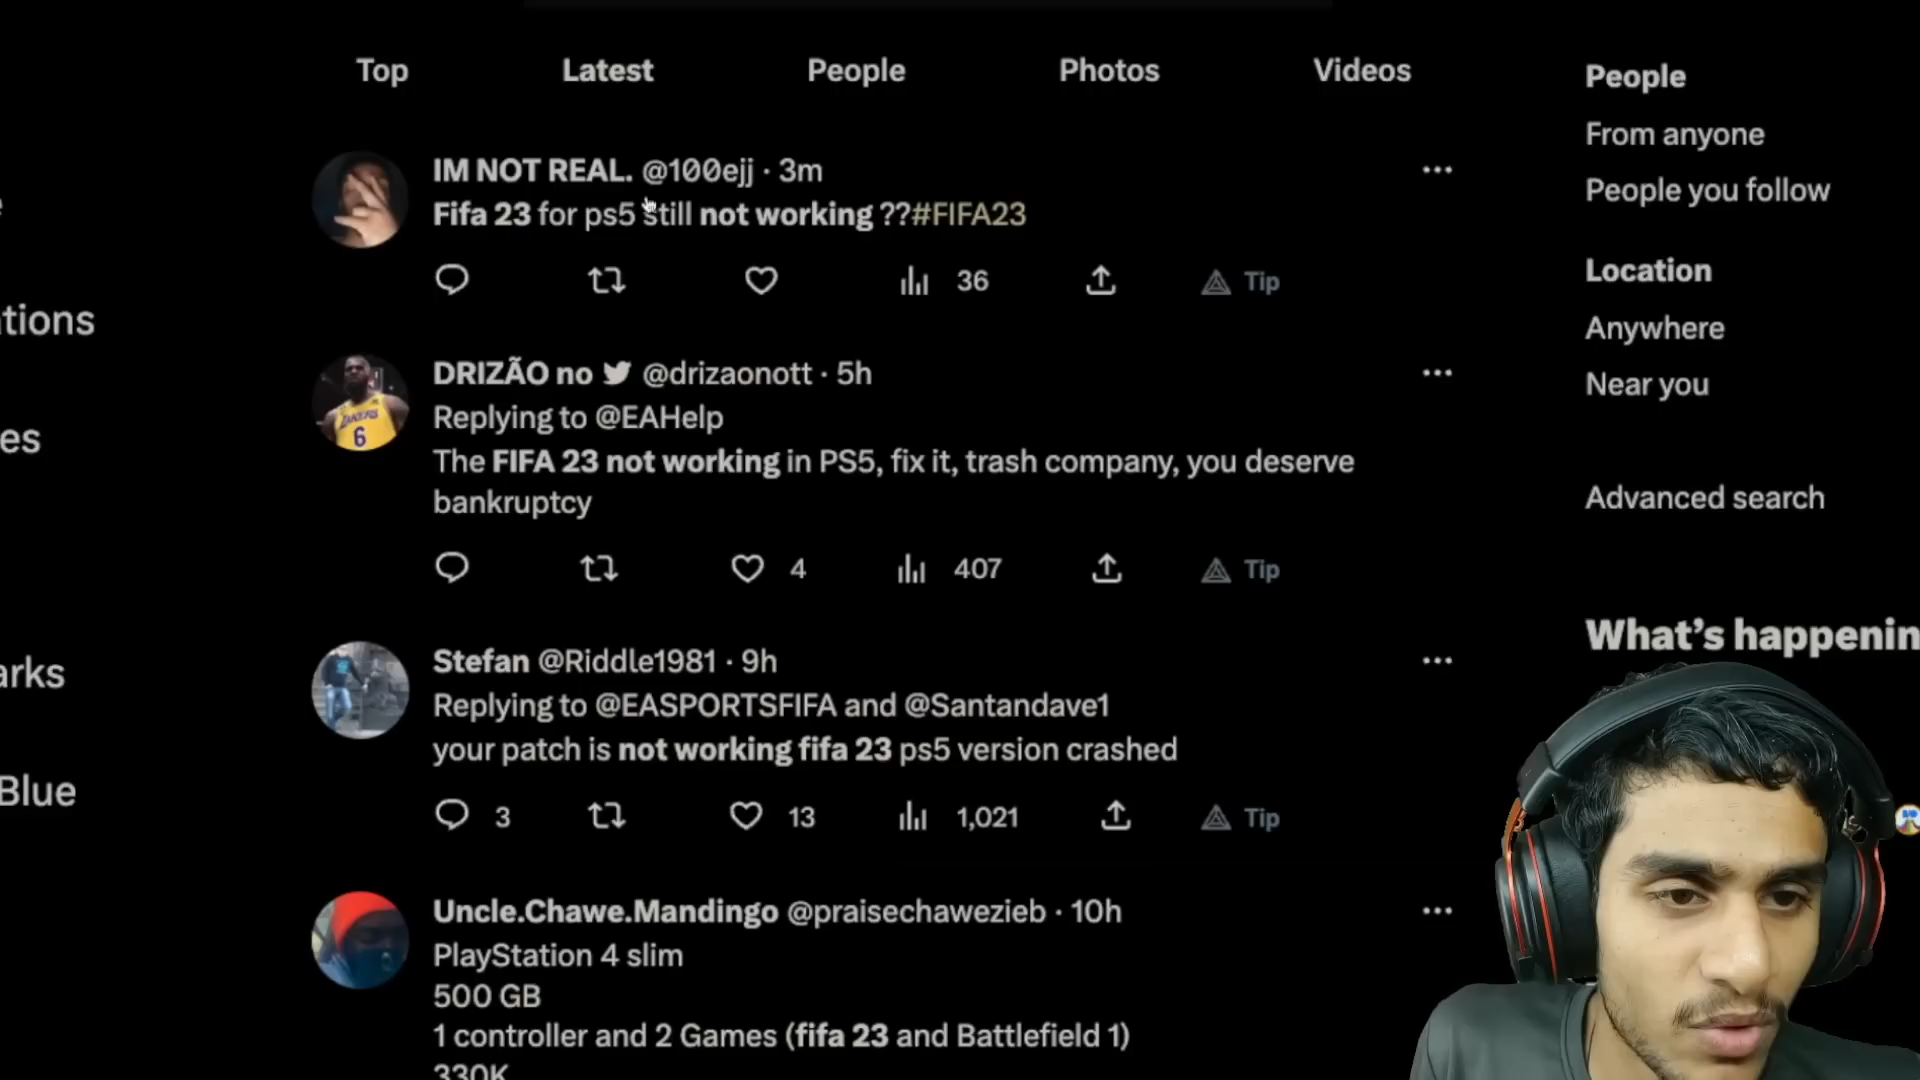 Top Latest People Photos Videos
IM NOT REAL. @100ejj · 3m
Fifa 23 for ps5 still not working ??#FIFA23
36 Tip
DRIZÃO no @drizaonott · 5h
Replying to @EAHelp
The FIFA 23 not working in PS5, fix it, trash company, you deserve
bankruptcy
4 407 Tip
Stefan @Riddle1981 · 9h
Replying to @EASPORTSFIFA and @Santandave1
your patch is not working fifa 23 ps5 version crashed
3 13 1,021 Tip
Uncle.Chawe.Mandingo @praisechawezieb · 10h
PlayStation 4 slim
500 GB
1 controller and 2 Games (fifa 23 and Battlefield 1)
330K
People
From anyone
People you follow
Location
Anywhere
Near you
Advanced search
What's happenin
ations
es
arks
Blue
LAKERS
6